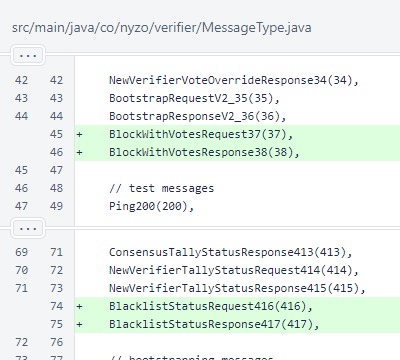 src/main/java/co/nyzo/verifier/MessageType.java
...
42 42 NewVerifierVoteOverrideResponse34(34),
43 43 BootstrapRequestV2_35(35),
44 44 BootstrapResponseV2_36(36),
45 + BlockWithVotesRequest37(37),
46 + BlockWithVotesResponse38(38),
45 47
46 48 // test messages
47 49 Ping200(200),
...
69 71 ConsensusTallyStatusResponse413(413),
70 72 NewVerifierTallyStatusRequest414(414),
71 73 NewVerifierTallyStatusResponse415(415),
74 + BlacklistStatusRequest416(416),
75 + BlacklistStatusResponse417(417),
72 76
73 77 // bootstrapping messages